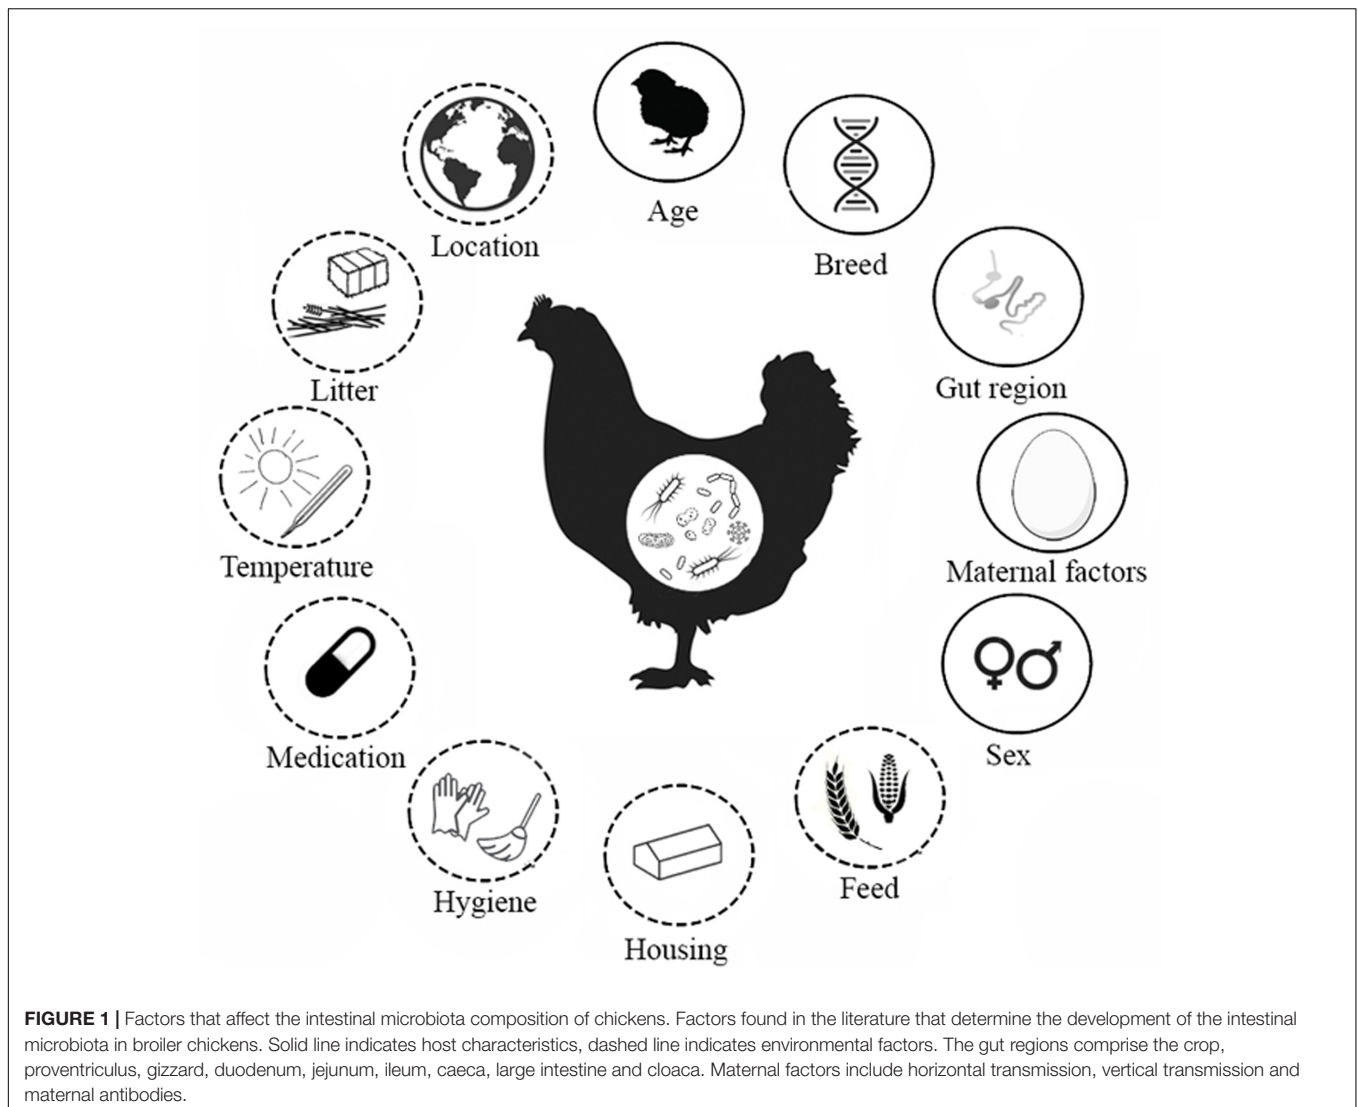 Age
Location
Breed
Litter
Gut region
Temperature
Maternal factors
Medication
Sex
Hygiene
Feed
Housing
FIGURE 1 | Factors that affect the intestinal microbiota composition of chickens. Factors found in the literature that determine the development of the intestinal
microbiota in broiler chickens. Solid line indicates host characteristics, dashed line indicates environmental factors. The gut regions comprise the crop,
proventriculus, gizzard, duodenum, jejunum, ileum, caeca, large intestine and cloaca. Maternal factors include horizontal transmission, vertical transmission and
maternal antibodies.